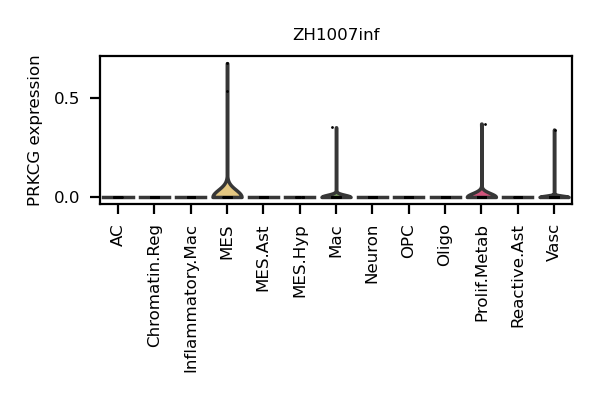 ZH1007inf
PRKCG expression
0.5
0.0
AC
Chromatin.Reg
Inflammatory.Mac
MES
MES.Ast
MES.Hyp
Mac
Neuron
OPC
Oligo
Prolif.Metab
Reactive.Ast
Vasc